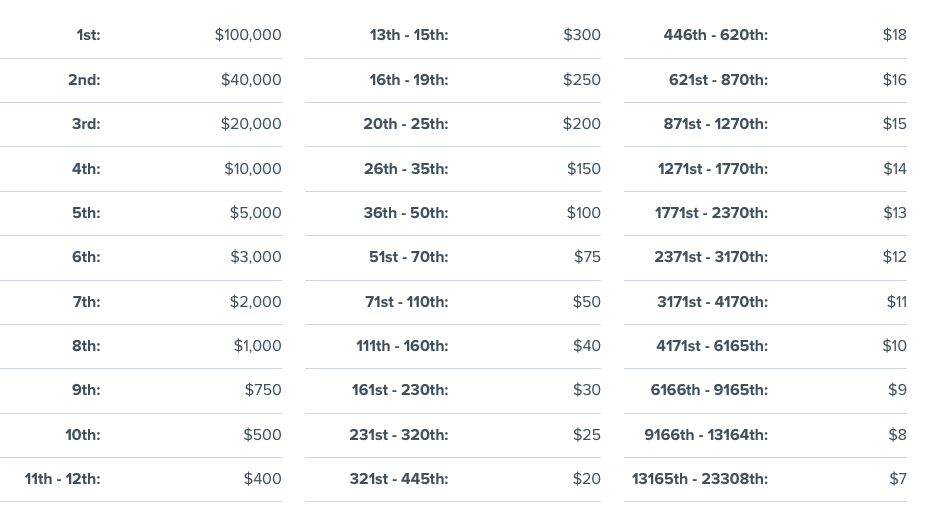 1st: $100,000
2nd: $40,000
3rd: $20,000
4th: $10,000
5th: $5,000
6th: $3,000
7th: $2,000
8th: $1,000
9th: $750
10th: $500
11th - 12th: $400
13th - 15th: $300
16th - 19th: $250
20th - 25th: $200
26th - 35th: $150
36th - 50th: $100
51st - 70th: $75
71st - 110th: $50
111th - 160th: $40
161st - 230th: $30
231st - 320th: $25
321st - 445th: $20
446th - 620th: $18
621st - 870th: $16
871st - 1270th: $15
1271st - 1770th: $14
1771st - 2370th: $13
2371st - 3170th: $12
3171st - 4170th: $11
4171st - 6165th: $10
6166th - 9165th: $9
9166th - 13164th: $8
13165th - 23308th: $7